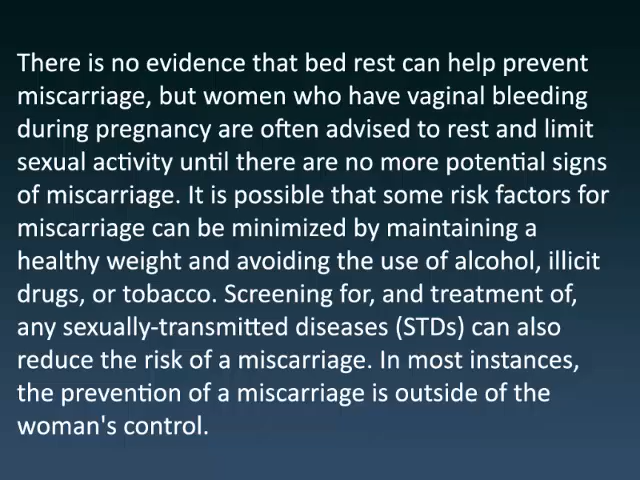 There is no evidence that bed rest can help prevent
miscarriage, but women who have vaginal bleeding
during pregnancy are often advised to rest and limit
sexual activity until there are no more potential signs
of miscarriage. It is possible that some risk factors for
miscarriage can be minimized by maintaining a
healthy weight and avoiding the use of alcohol, illicit
drugs, or tobacco. Screening for, and treatment of,
any sexually-transmitted diseases (STDs) can also
reduce the risk of a miscarriage. In most instances,
the prevention of a miscarriage is outside of the
woman's control.